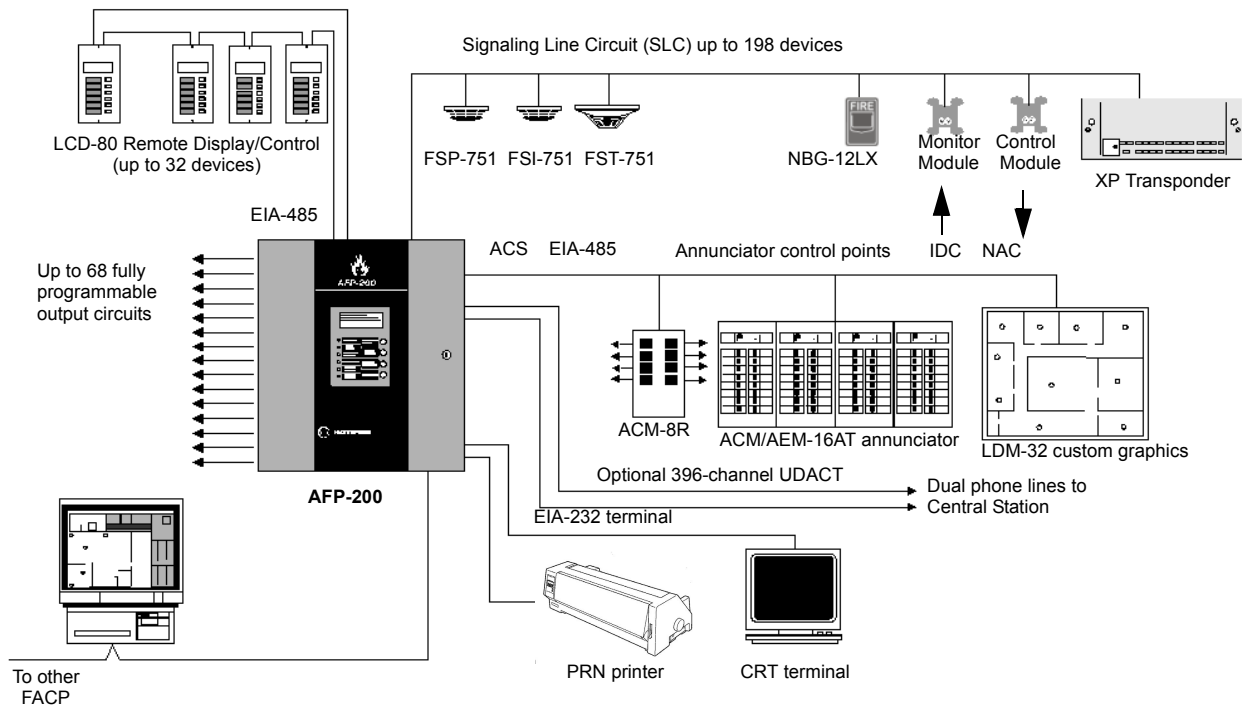 Signaling Line Circuit (SLC) up to 198 devices
LCD-80 Remote Display/Control
(up to 32 devices)
FSP-751
FSI-751
FST-751
FIRE
NBG-12LX
Monitor
Module
Control
Module
XP Transponder
EIA-485
ACS
EIA-485
Annunciator control points
IDC
NAC
Up to 68 fully
programmable
output circuits
AFP-200
ACM-8R
ACM/AEM-16AT annunciator
LDM-32 custom graphics
AFP-200
Optional 396-channel UDACT
Dual phone lines to
Central Station
EIA-232 terminal
PRN printer
CRT terminal
To other
FACP